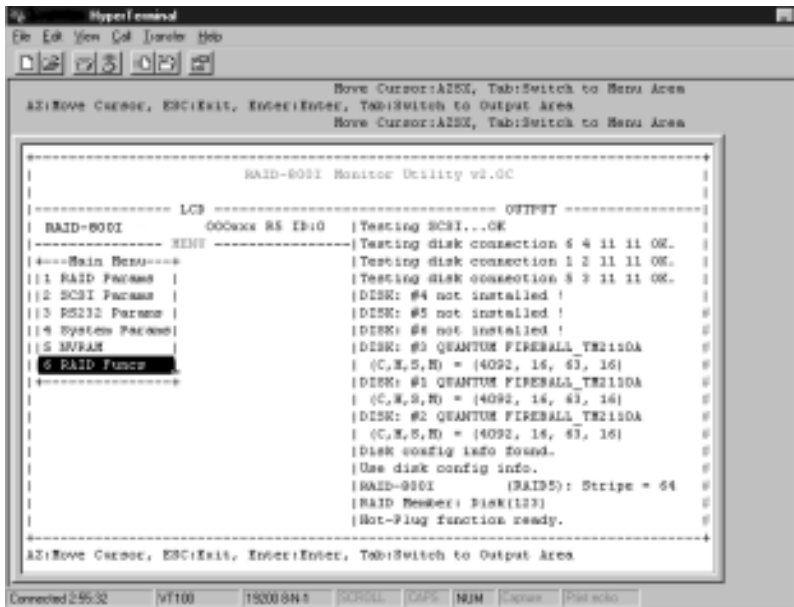 HyperTerminal
File Edit View Call Transfer Help
Move Cursor:AZSX, Tab:Switch to Menu Area
AZ:Move Cursor, ESC:Exit, Enter:Enter, Tab:Switch to Output Area
Move Cursor:AZSX, Tab:Switch to Menu Area
RAID-800I Monitor Utility v2.0C
LCD
OUTPUT
RAID-800I 000xxx R5 ID:0
MENU
Main Menu
1 RAID Params
2 SCSI Params
3 RS232 Params
4 System Params
5 NVRAM
6 RAID Funcs
Testing SCSI...OK
Testing disk connection 6 4 11 11 OK.
Testing disk connection 1 2 11 11 OK.
Testing disk connection 5 3 11 11 OK.
DISK: #4 not installed !
DISK: #5 not installed !
DISK: #6 not installed !
DISK: #3 QUANTUM FIREBALL_TM2110A
(C,H,S,M) = (4092, 16, 63, 16)
DISK: #1 QUANTUM FIREBALL_TM2110A
(C,H,S,M) = (4092, 16, 63, 16)
DISK: #2 QUANTUM FIREBALL_TM2110A
(C,H,S,M) = (4092, 16, 63, 16)
Disk config info found.
Use disk config info.
RAID-800I (RAID5): Stripe = 64
RAID Member: Disk(123)
Hot-Plug function ready.
AZ:Move Cursor, ESC:Exit, Enter:Enter, Tab:Switch to Output Area
Connected 2:55:32 VT100 19200 8-N-1 SCROLL CAPS NUM Capture Print echo